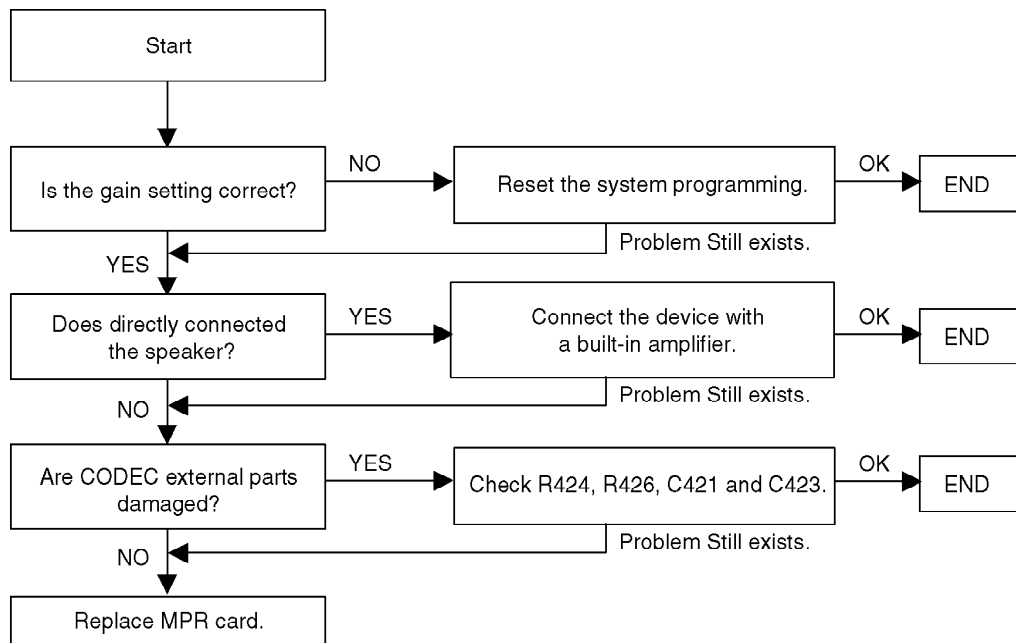 Start
Is the gain setting correct?
NO
Reset the system programming.
OK
END
Problem Still exists.
YES
Does directly connected
the speaker?
YES
Connect the device with
a built-in amplifier.
OK
END
Problem Still exists.
NO
Are CODEC external parts
damaged?
YES
Check R424, R426, C421 and C423.
OK
END
Problem Still exists.
NO
Replace MPR card.